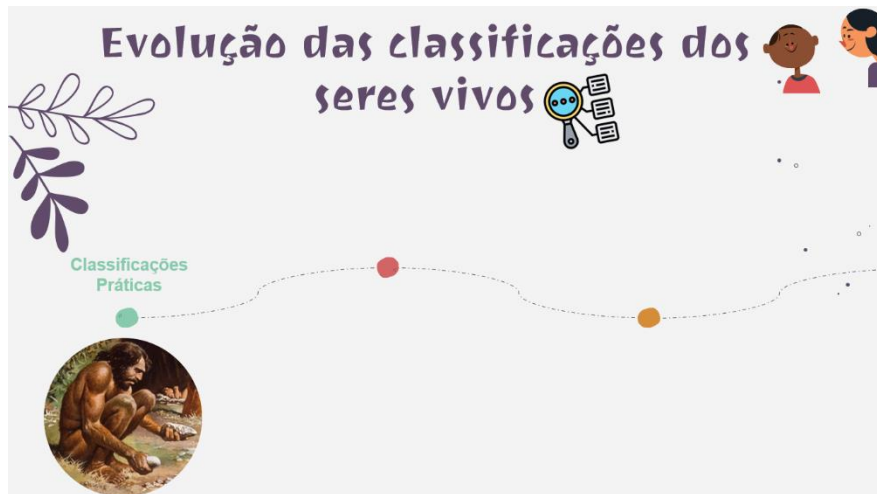 Evolução das classificações dos
seres vivos
Classificações
Práticas